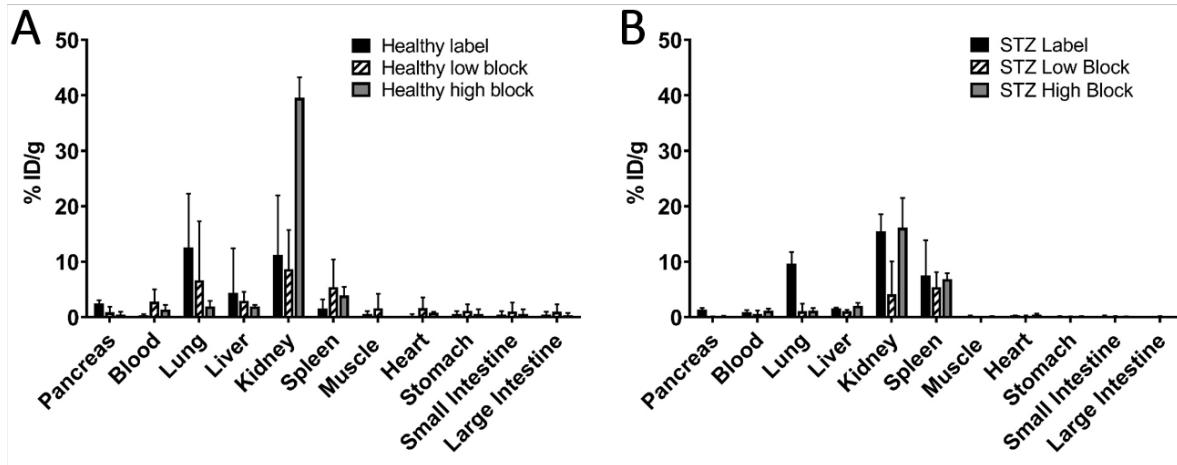 A
50
40
30
20
10
0
% ID/g
Healthy label
Healthy low block
Healthy high block
Pancreas
Blood
Lung
Liver
Kidney
Spleen
Muscle
Heart
Stomach
Small Intestine
Large Intestine
B
50
40
30
20
10
0
% ID/g
STZ Label
STZ Low Block
STZ High Block
Pancreas
Blood
Lung
Liver
Kidney
Spleen
Muscle
Heart
Stomach
Small Intestine
Large Intestine